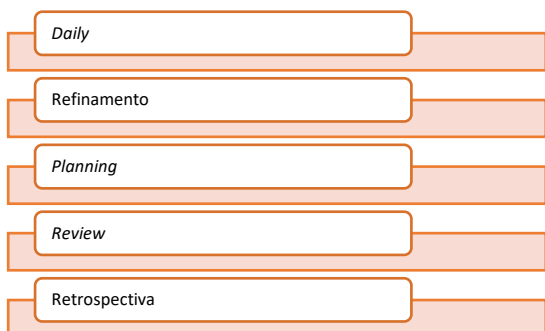 Daily
Refinamento
Planning
Review
Retrospectiva